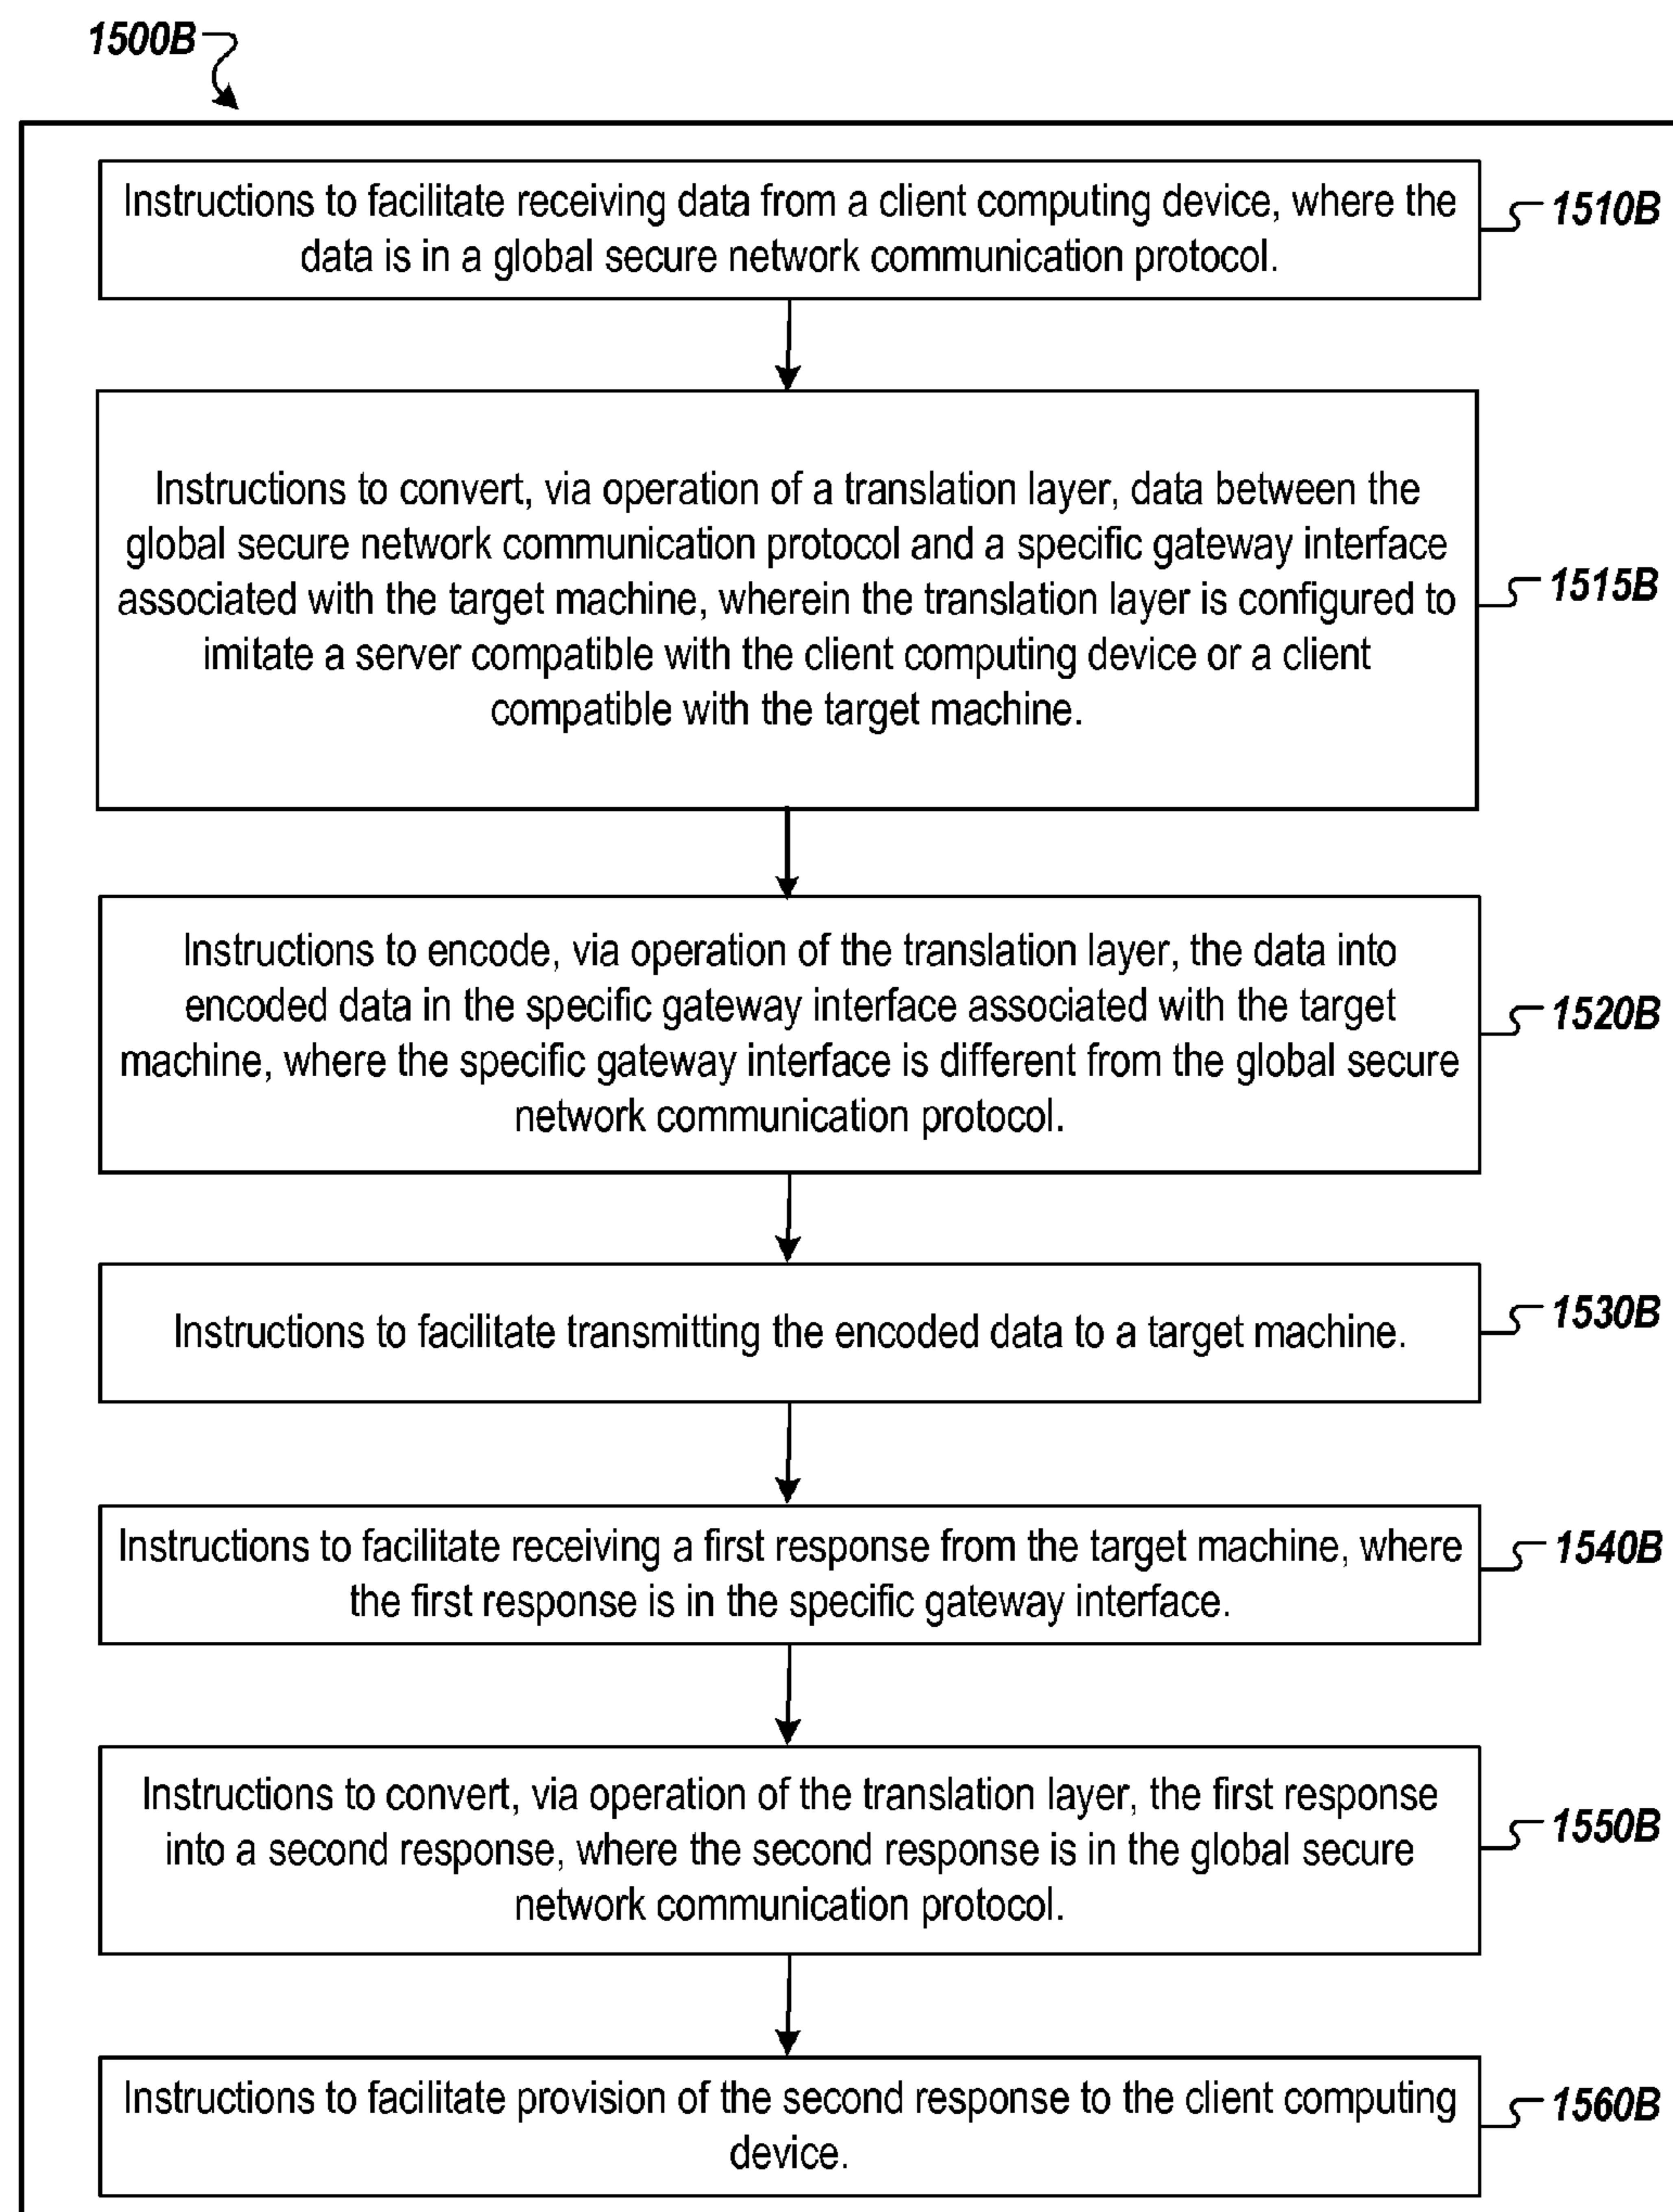 1500B
Instructions to facilitate receiving data from a client computing device, where the
data is in a global secure network communication protocol.
1510B
Instructions to convert, via operation of a translation layer, data between the
global secure network communication protocol and a specific gateway interface
associated with the target machine, wherein the translation layer is configured to
imitate a server compatible with the client computing device or a client
compatible with the target machine.
1515B
Instructions to encode, via operation of the translation layer, the data into
encoded data in the specific gateway interface associated with the target
machine, where the specific gateway interface is different from the global secure
network communication protocol.
1520B
Instructions to facilitate transmitting the encoded data to a target machine.
1530B
Instructions to facilitate receiving a first response from the target machine, where
the first response is in the specific gateway interface.
1540B
Instructions to convert, via operation of the translation layer, the first response
into a second response, where the second response is in the global secure
network communication protocol.
1550B
Instructions to facilitate provision of the second response to the client computing
device.
1560B